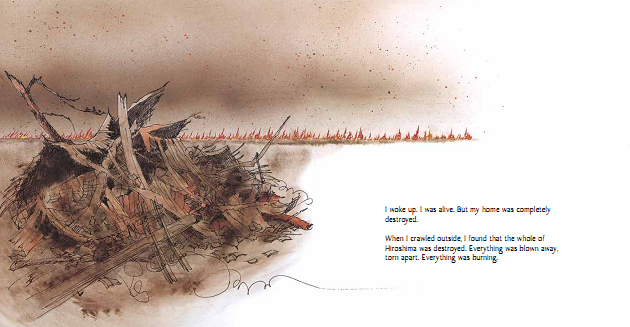 I woke up. I was alive. But my home was completely
destroyed.
When I crawled outside, I found that the whole of
Hiroshima was destroyed. Everything was blown away,
torn apart. Everything was burning.